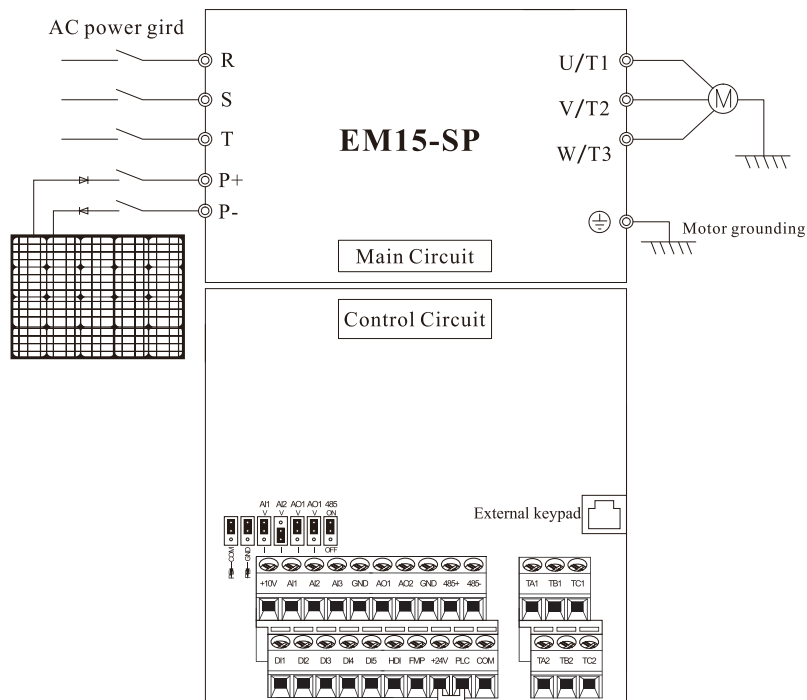 AC power gird
R
S
T
P+
P-
EM15-SP
U/T1
V/T2
W/T3
M
Motor grounding
Main Circuit
Control Circuit
External keypad
AI1 AI2 AO1 AO1 485
V V V V ON
I I I I OFF
COM GND
+10V AI1 AI2 AI3 GND AO1 AO2 GND 485+ 485-
TA1 TB1 TC1
DI1 DI2 DI3 DI4 DI5 HDI FMP +24V PLC COM
TA2 TB2 TC2